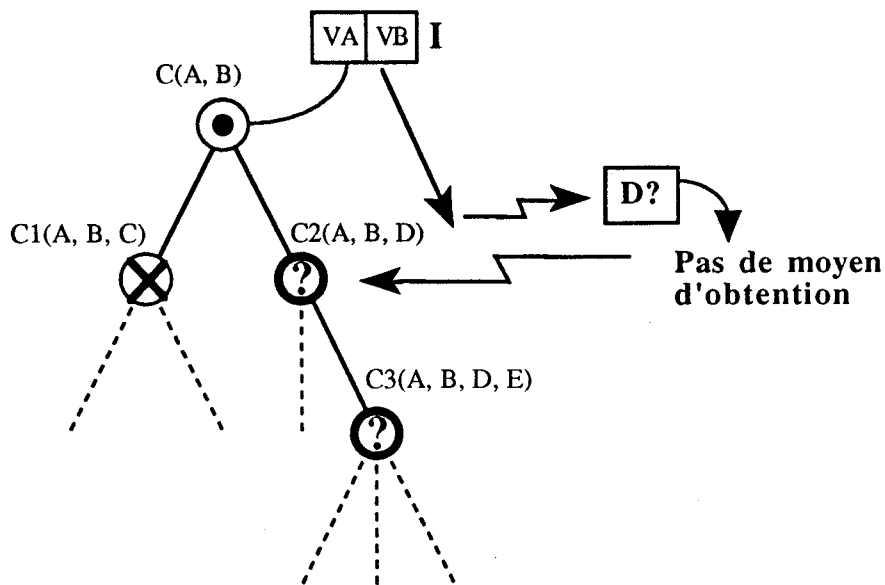 VA VB I
C(A, B)
D?
C1(A, B, C)
C2(A, B, D)
?
Pas de moyen
d'obtention
C3(A, B, D, E)
?